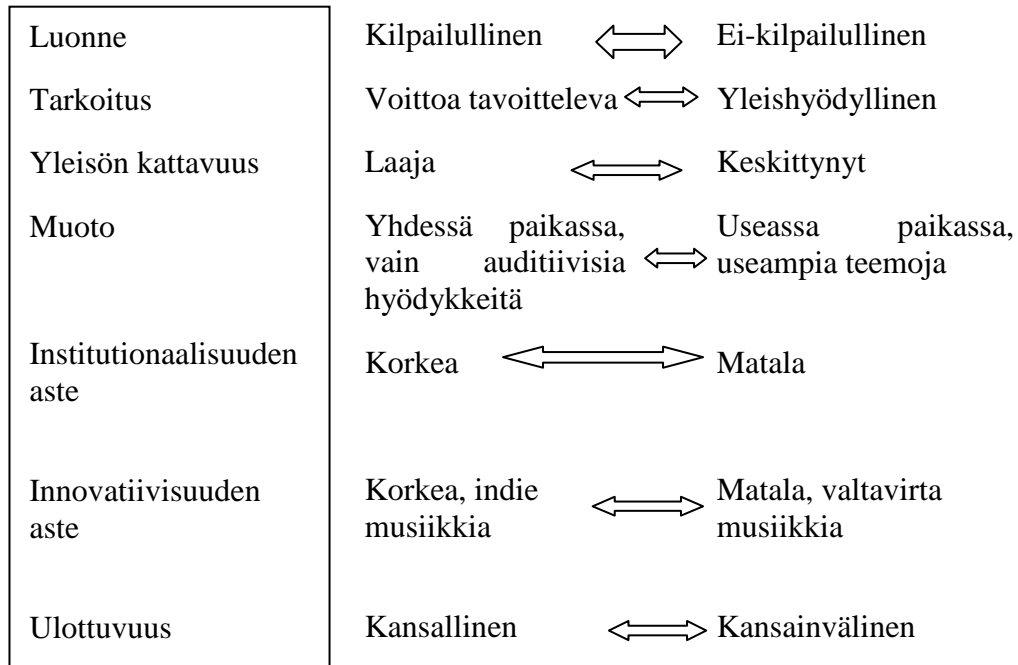 Luonne Kilpailullinen Ei-kilpailullinen
Tarkoitus Voittoa tavoitteleva Yleishyödyllinen
Yleisön kattavuus Laaja Keskittynyt
Muoto Yhdessä paikassa, Useassa paikassa,
vain auditiivisia useampia teemoja
hyödykkeitä
Institutionaalisuuden Korkea Matala
aste
Innovatiivisuuden Korkea, indie Matala, valtavirta
aste musiikkia musiikkia
Ulottuvuus Kansallinen Kansainvälinen